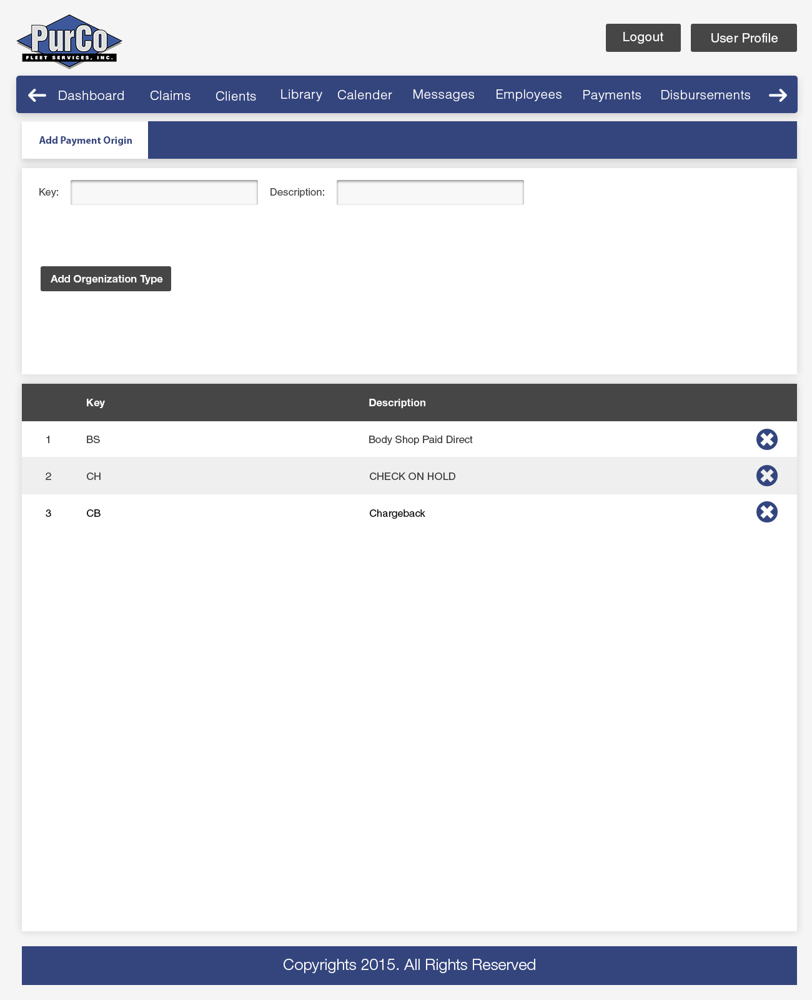 PurCo
FLEET SERVICES, INC.
Logout
User Profile
Dashboard Claims Clients Library Calender Messages Employees Payments Disbursements
Add Payment Origin
Key: Description:
Add Orgenization Type
Key Description
1 BS Body Shop Paid Direct
2 CH CHECK ON HOLD
3 CB Chargeback
Copyrights 2015. All Rights Reserved